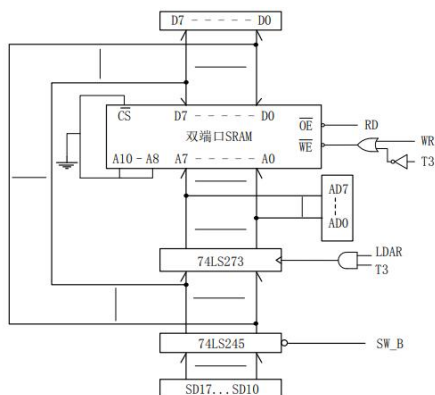 D7 - - - - - D0
CS
D7 - - - - - D0
双端口SRAM
OE
RD
WE
WR
T3
A10 - A8
A7 - - - - - A0
AD7
AD0
74LS273
LDAR
T3
74LS245
SW_B
SD17...SD10